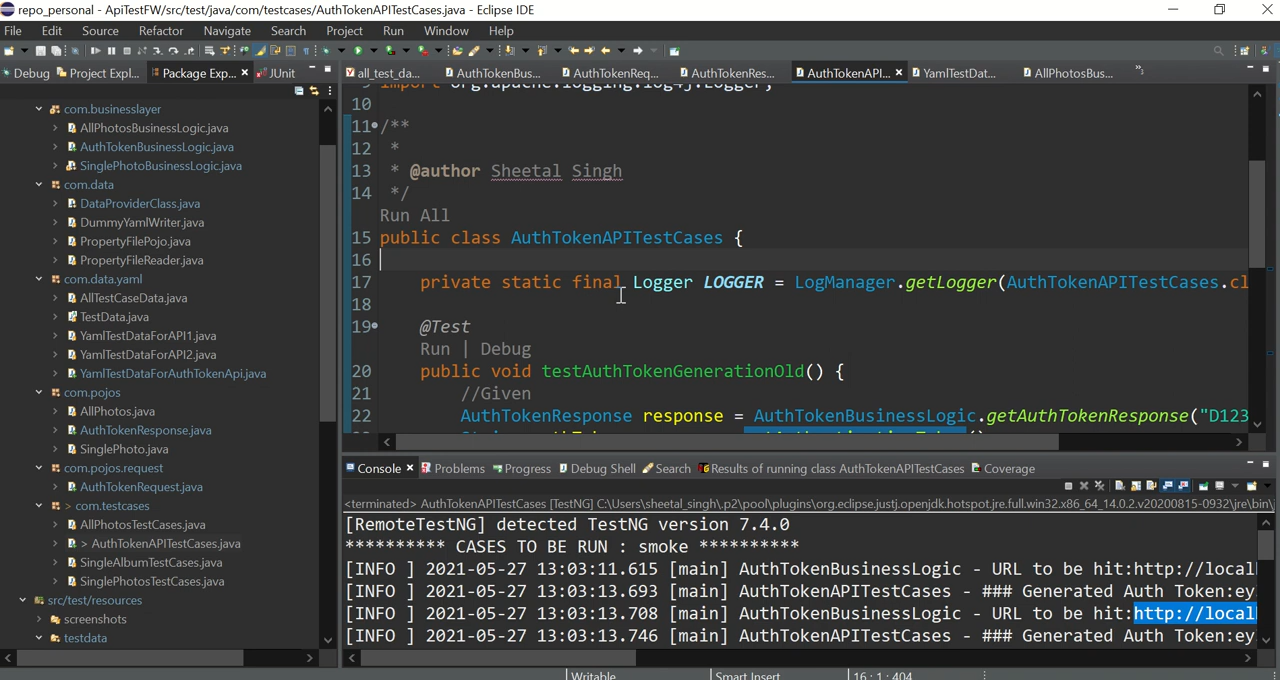 repo_personal - ApiTestFW/src/test/java/com/testcases/AuthTokenAPITestCases.java - Eclipse IDE
File Edit Source Refactor Navigate Search Project Run Window Help
Debug Project Expl... Package Exp... JUnit
all_test_da... AuthTokenBus... AuthTokenReq... AuthTokenRes... AuthTokenAPI... YamlTestDat... AllPhotosBus...
com.businesslayer
AllPhotosBusinessLogic.java
AuthTokenBusinessLogic.java
SinglePhotoBusinessLogic.java
com.data
DataProviderClass.java
DummyYamlWriter.java
PropertyFilePojo.java
PropertyFileReader.java
com.data.yaml
AllTestCaseData.java
TestData.java
YamlTestDataForAPI1.java
YamlTestDataForAPI2.java
YamlTestDataForAuthTokenApi.java
com.pojos
AllPhotos.java
AuthTokenResponse.java
SinglePhoto.java
com.pojos.request
AuthTokenRequest.java
> com.testcases
AllPhotosTestCases.java
> AuthTokenAPITestCases.java
SingleAlbumTestCases.java
SinglePhotosTestCases.java
src/test/resources
screenshots
testdata
import org.apache.logging.log4j.Logger;
10
11 /**
12 *
13 * @author Sheetal Singh
14 */
Run All
15 public class AuthTokenAPITestCases {
16
17 private static final Logger LOGGER = LogManager.getLogger(AuthTokenAPITestCases.cl
18
19 @Test
Run | Debug
20 public void testAuthTokenGenerationOld() {
21 //Given
22 AuthTokenResponse response = AuthTokenBusinessLogic.getAuthTokenResponse("D123
Console Problems Progress Debug Shell Search Results of running class AuthTokenAPITestCases Coverage
<terminated> AuthTokenAPITestCases [TestNG] C:\Users\sheetal_singh\.p2\pool\plugins\org.eclipse.justj.openjdk.hotspot.jre.full.win32.x86_64_14.0.2.v20200815-0932\jre\bin\
[RemoteTestNG] detected TestNG version 7.4.0
********** CASES TO BE RUN : smoke **********
[INFO ] 2021-05-27 13:03:11.615 [main] AuthTokenBusinessLogic - URL to be hit:http://local
[INFO ] 2021-05-27 13:03:13.693 [main] AuthTokenAPITestCases - ### Generated Auth Token:ey
[INFO ] 2021-05-27 13:03:13.708 [main] AuthTokenBusinessLogic - URL to be hit:http://local
[INFO ] 2021-05-27 13:03:13.746 [main] AuthTokenAPITestCases - ### Generated Auth Token:ey
Writable Smart Insert 16 : 1 : 404